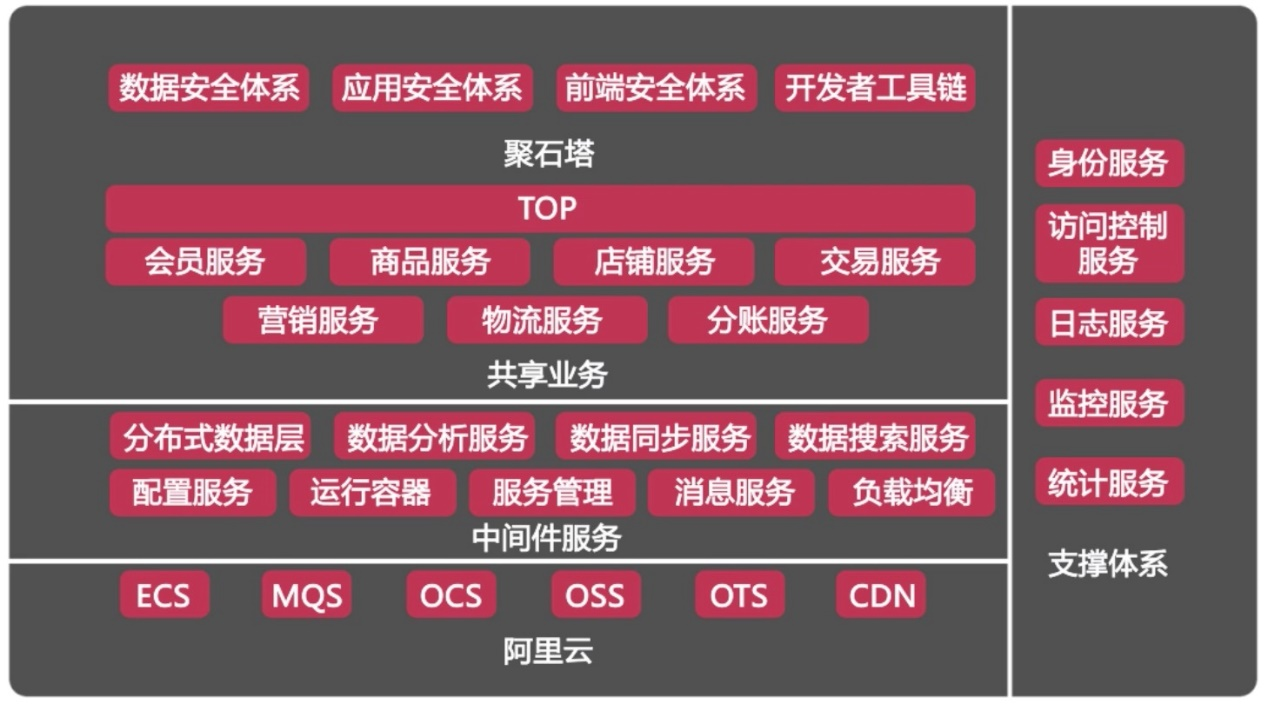 数据安全体系 应用安全体系 前端安全体系 开发者工具链
聚石塔
TOP
会员服务 商品服务 店铺服务 交易服务
营销服务 物流服务 分账服务
共享业务
分布式数据层 数据分析服务 数据同步服务 数据搜索服务
配置服务 运行容器 服务管理 消息服务 负载均衡
中间件服务
ECS MQS OCS OSS OTS CDN
阿里云
身份服务
访问控制
服务
日志服务
监控服务
统计服务
支撑体系